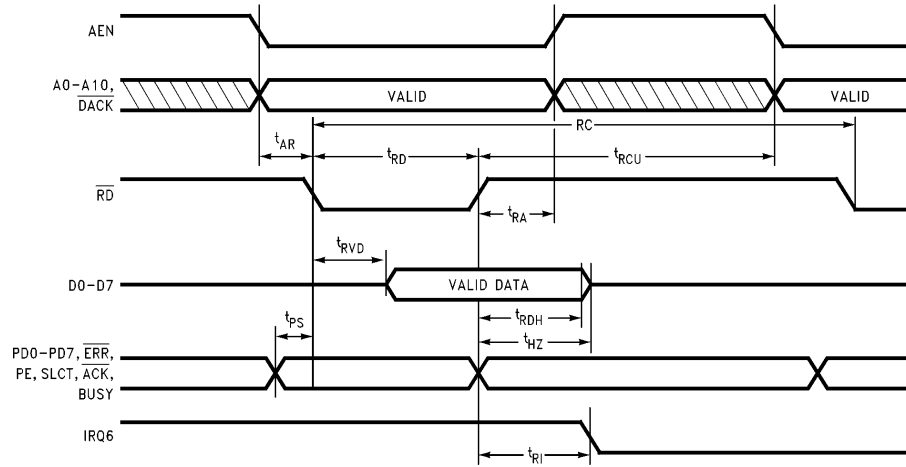 AEN
A0-A10,
DACK
VALID
VALID
RC
tAR
tRD
tRCU
RD
tRA
tRVD
D0-D7
VALID DATA
tRDH
tPS
tHZ
PD0-PD7, ERR,
PE, SLCT, ACK,
BUSY
IRQ6
tRI